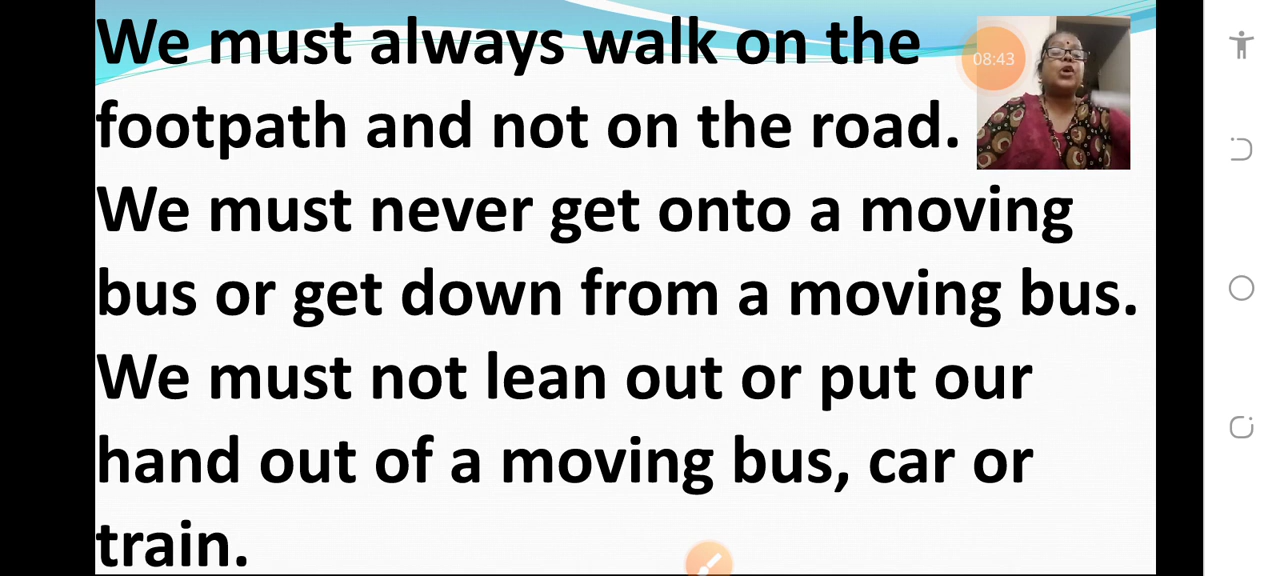 We must always walk on the
08:43
footpath and not on the road.
We must never get onto a moving
bus or get down from a moving bus.
We must not lean out or put our
hand out of a moving bus, car or
train.